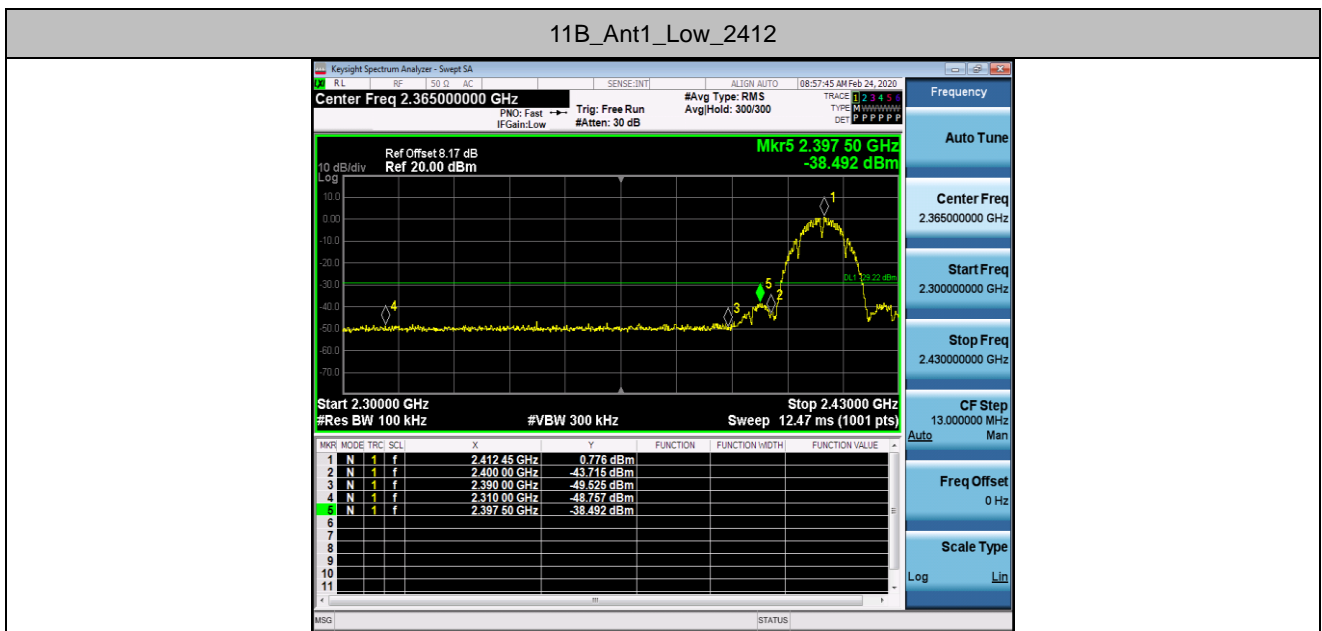 11B_Ant1_Low_2412
Keysight Spectrum Analyzer - Swept SA
RL RF 50 Ω AC SENSE:INT ALIGN AUTO 08:57:45 AM Feb 24, 2020
Center Freq 2.365000000 GHz
PNO: Fast
IFGain:Low
Trig: Free Run
#Atten: 30 dB
#Avg Type: RMS
Avg|Hold: 300/300
TRACE 1 2 3 4 5 6
TYPE M W W W W W
DET P P P P P P
Mkr5 2.397 50 GHz
-38.492 dBm
Ref Offset 8.17 dB
10 dB/div Ref 20.00 dBm
Log
10.0
0.00
-10.0
-20.0
-30.0
-40.0
-50.0
-60.0
-70.0
1
DL1 -29.22 dBm
5
2
3
4
Start 2.30000 GHz Stop 2.43000 GHz
#Res BW 100 kHz #VBW 300 kHz Sweep 12.47 ms (1001 pts)
MKR MODE TRC SCL X Y FUNCTION FUNCTION WIDTH FUNCTION VALUE
1 N 1 f 2.412 45 GHz 0.776 dBm
2 N 1 f 2.400 00 GHz -43.715 dBm
3 N 1 f 2.390 00 GHz -49.525 dBm
4 N 1 f 2.310 00 GHz -48.757 dBm
5 N 1 f 2.397 50 GHz -38.492 dBm
6
7
8
9
10
11
MSG STATUS
Frequency
Auto Tune
Center Freq
2.365000000 GHz
Start Freq
2.300000000 GHz
Stop Freq
2.430000000 GHz
CF Step
13.000000 MHz
Auto Man
Freq Offset
0 Hz
Scale Type
Log Lin